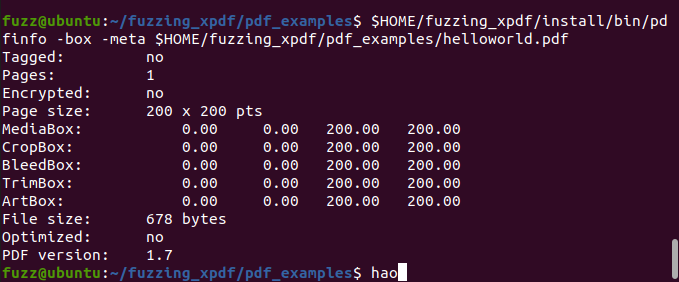 fuzz@ubuntu:~/fuzzing_xpdf/pdf_examples$ $HOME/fuzzing_xpdf/install/bin/pd
finfo -box -meta $HOME/fuzzing_xpdf/pdf_examples/helloworld.pdf
Tagged:         no
Pages:          1
Encrypted:      no
Page size:      200 x 200 pts
MediaBox:           0.00     0.00   200.00   200.00
CropBox:            0.00     0.00   200.00   200.00
BleedBox:           0.00     0.00   200.00   200.00
TrimBox:            0.00     0.00   200.00   200.00
ArtBox:             0.00     0.00   200.00   200.00
File size:      678 bytes
Optimized:      no
PDF version:    1.7
fuzz@ubuntu:~/fuzzing_xpdf/pdf_examples$ hao